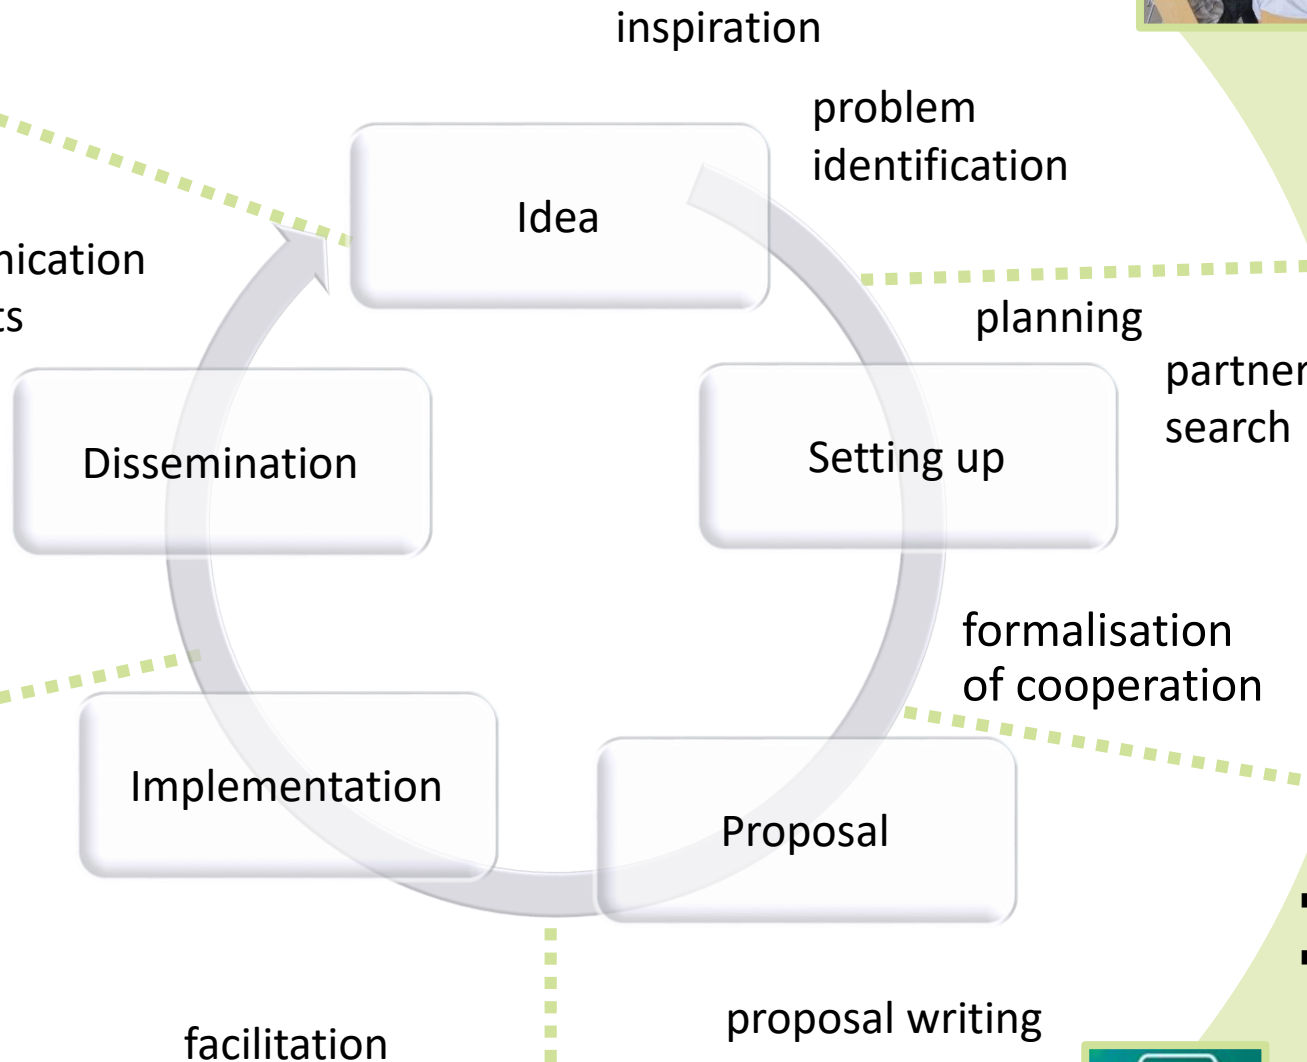 inspiration
problem
identification
Idea
planning
partner
search
Dissemination
Setting up
formalisation
of cooperation
Implementation
Proposal
proposal writing
facilitation